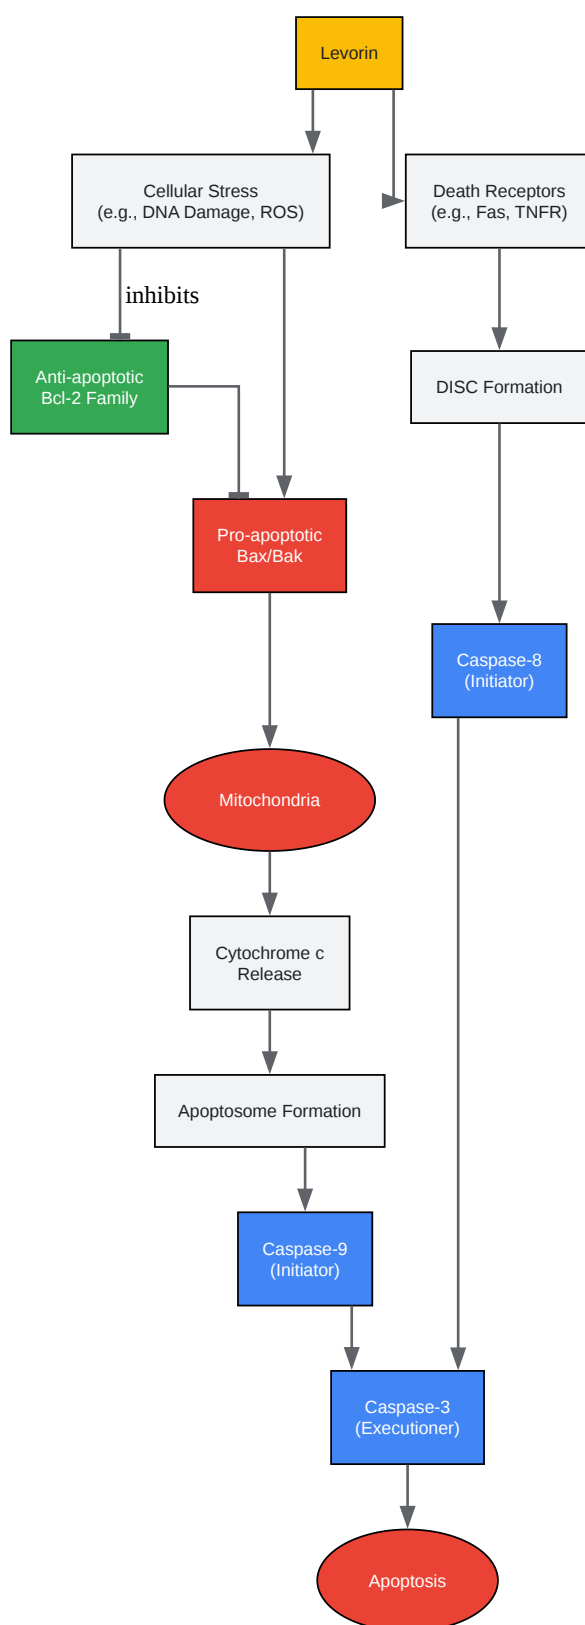 Levorin
Cellular Stress
(e.g., DNA Damage, ROS)
Death Receptors
(e.g., Fas, TNFR)
inhibits
Anti-apoptotic
Bcl-2 Family
DISC Formation
Pro-apoptotic
Bax/Bak
Caspase-8
(Initiator)
Mitochondria
Cytochrome c
Release
Apoptosome Formation
Caspase-9
(Initiator)
Caspase-3
(Executioner)
Apoptosis